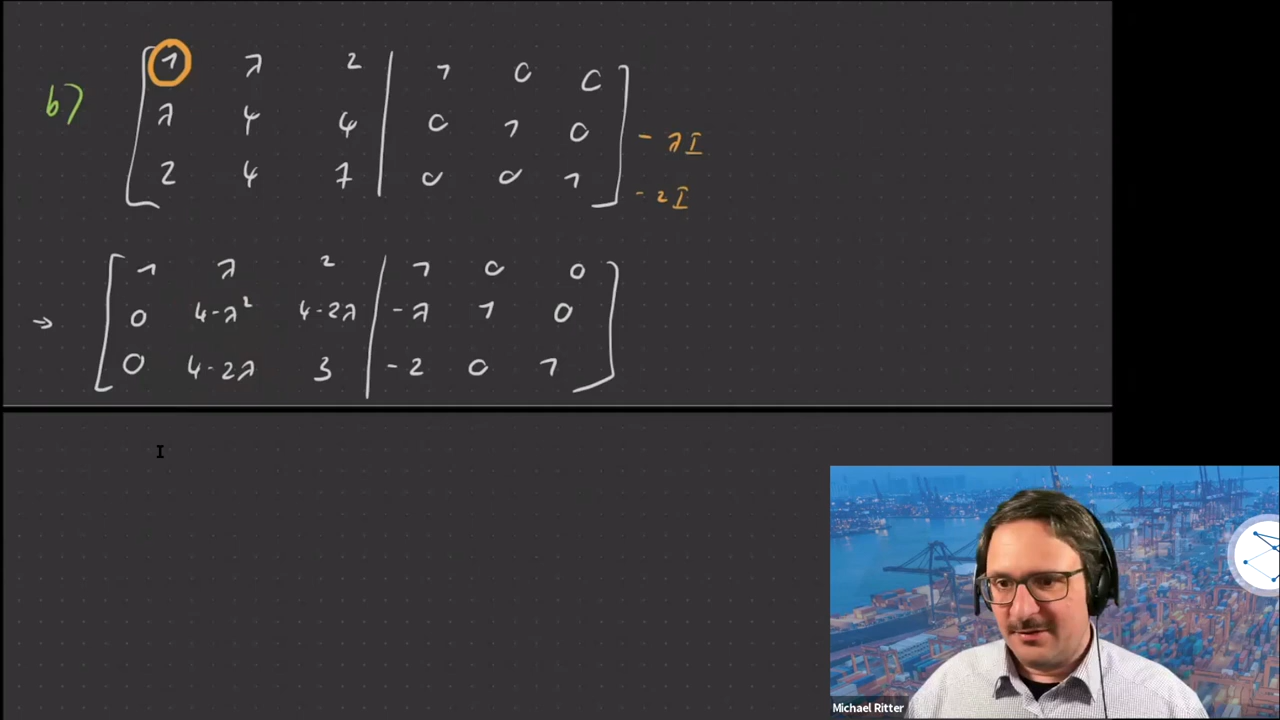 b) [ 1 λ 2 | 1 0 0 ]
λ 4 4 | 0 1 0 - λI
2 4 7 | 0 0 1 - 2I
→ [ 1 λ 2 | 1 0 0 ]
0 4-λ² 4-2λ | -λ 1 0
0 4-2λ 3 | -2 0 1
Michael Ritter